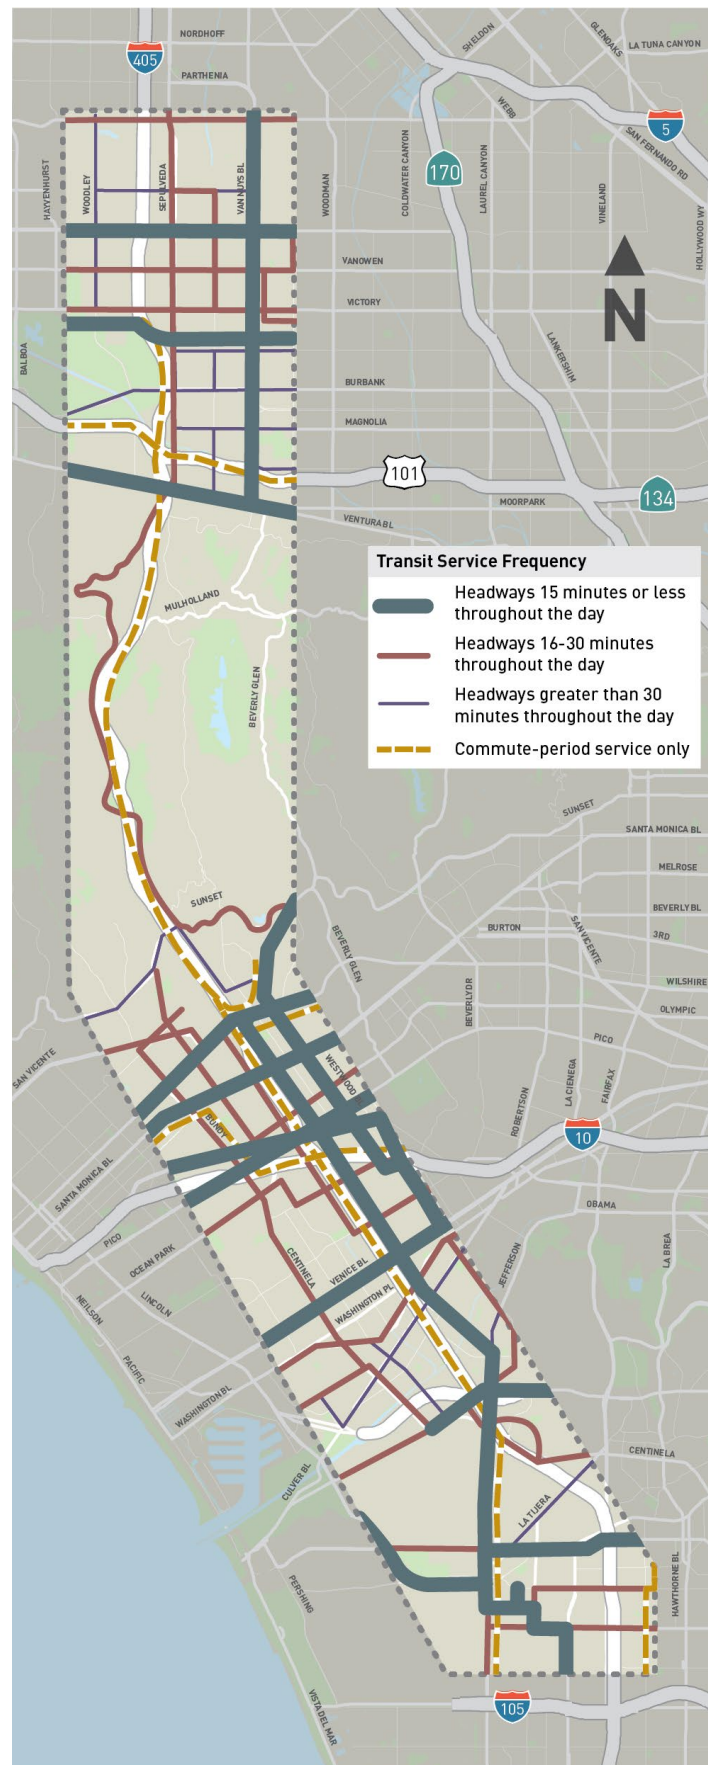 NORDHOFF
SHELDON
GLENOAKS
LA TUNA CANYON
405
PARTHENIA
WEBB
5
SAN FERNANDO RD
HAYVENHURST
WOODLEY
SEPULVEDA
VAN NUYS BL
WOODMAN
COLDWATER CANYON
170
LAUREL CANYON
VINELAND
HOLLYWOOD WY
VANOWEN
VICTORY
N
BALBOA
LANKERSHIM
BURBANK
MAGNOLIA
101
134
MOORPARK
VENTURA BL
Transit Service Frequency
Headways 15 minutes or less
throughout the day
Headways 16-30 minutes
throughout the day
Headways greater than 30
minutes throughout the day
Commute-period service only
MULHOLLAND
BEVERLY GLEN
SUNSET
SANTA MONICA BL
MELROSE
SUNSET
BEVERLY BL
BURTON
SAN VICENTE
3RD
BEVERLY GLEN
BEVERLY DR
WILSHIRE
OLYMPIC
PICO
SAN VICENTE
WESTWOOD
LA CIENEGA
FAIRFAX
ROBERTSON
BUNDY
10
SANTA MONICA BL
OBAMA
PICO
OCEAN PARK
CENTINELA
VENICE BL
JEFFERSON
LA BREA
LINCOLN
WASHINGTON PL
NEILSON
PACIFIC
WASHINGTON BL
CENTINELA
CULVER BL
LA TIJERA
PERSHING
HAWTHORNE BL
105
VISTA DEL MAR